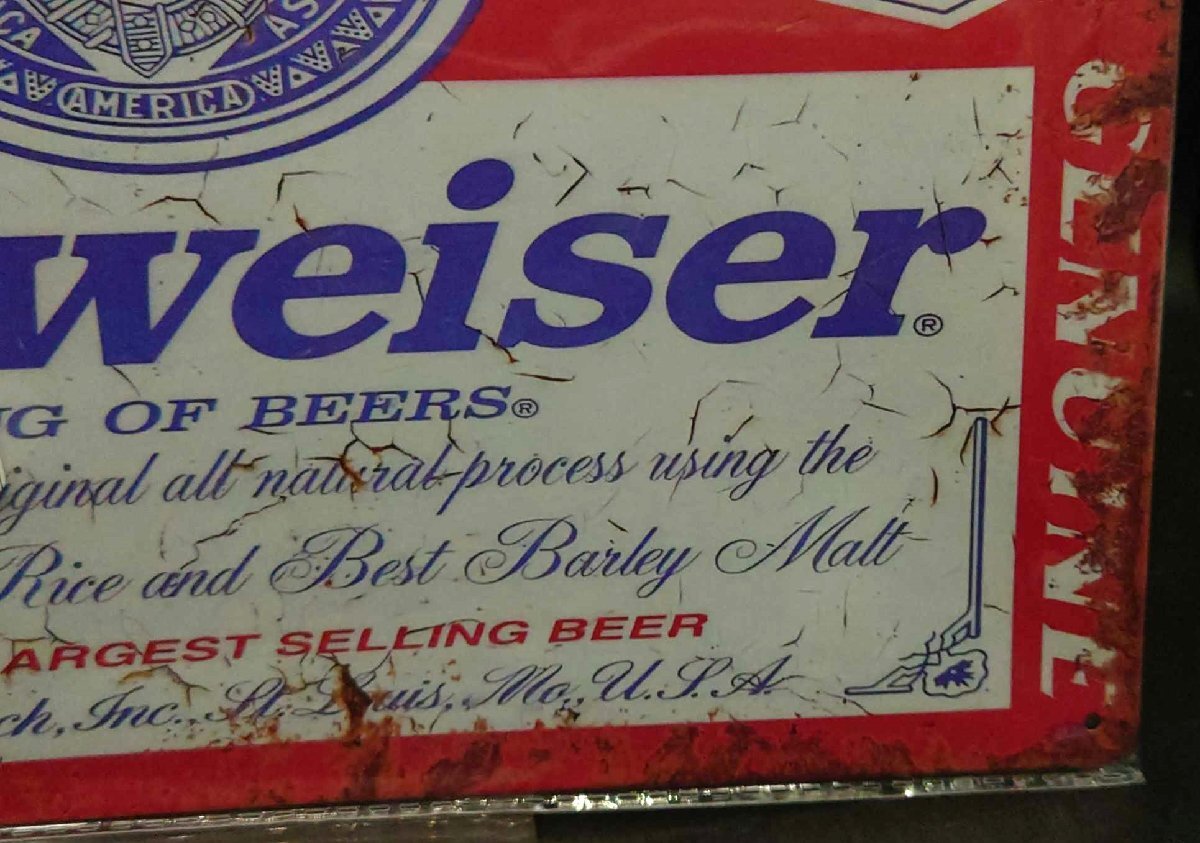 AMERICA
weiser®
G OF BEERS®
iginal all natural process using the
Rice and Best Barley Malt
ARGEST SELLING BEER
ch, Inc. St. Louis, Mo., U.S.A.
GENUINE